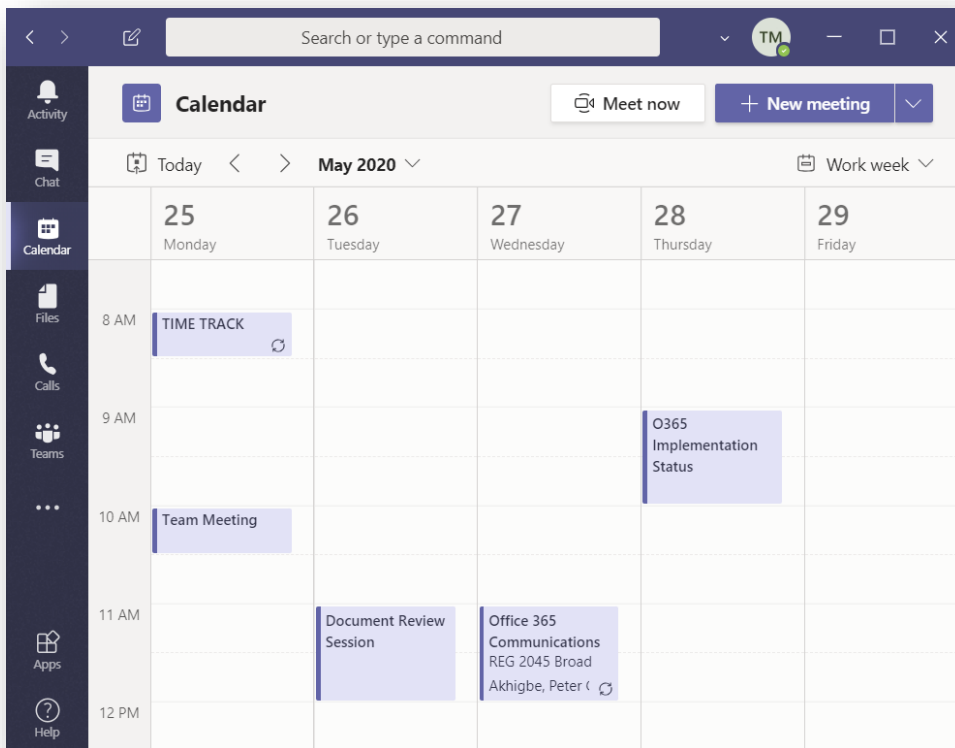 Search or type a command
TM
Activity
Chat
Calendar
Files
Calls
Teams
Apps
Help
Calendar
Meet now
New meeting
Today
May 2020
Work week
25
Monday
26
Tuesday
27
Wednesday
28
Thursday
29
Friday
8 AM
9 AM
10 AM
11 AM
12 PM
TIME TRACK
Team Meeting
Document Review
Session
Office 365
Communications
REG 2045 Broad
Akhigbe, Peter (
O365
Implementation
Status